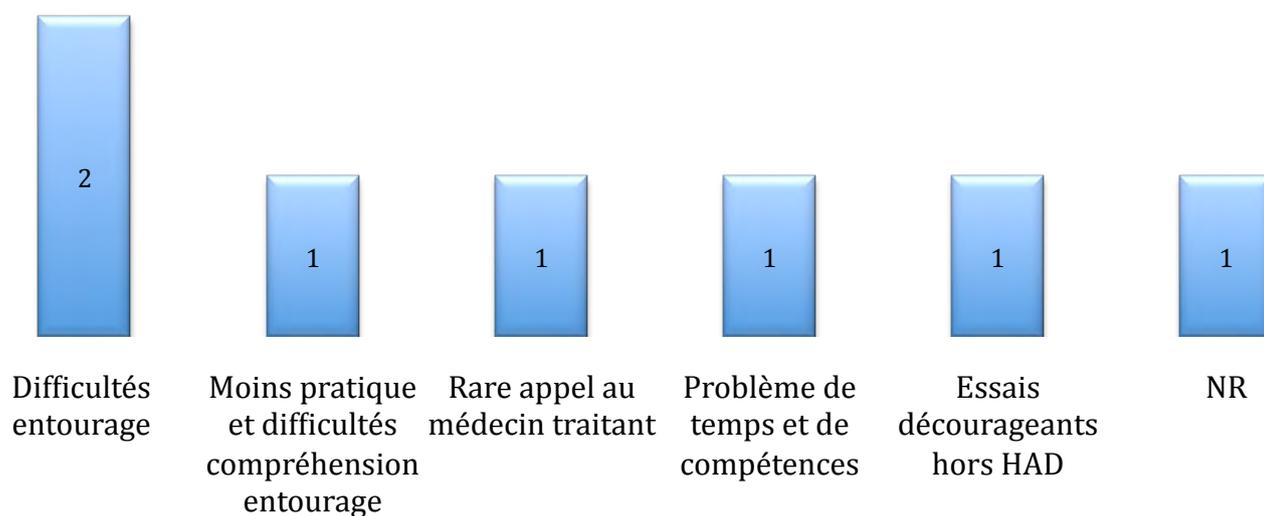 2
1
1
1
1
1
Difficultés
entourage
Moins pratique
et difficultés
compréhension
entourage
Rare appel au
médecin traitant
Problème de
temps et de
compétences
Essais
décourageants
hors HAD
NR